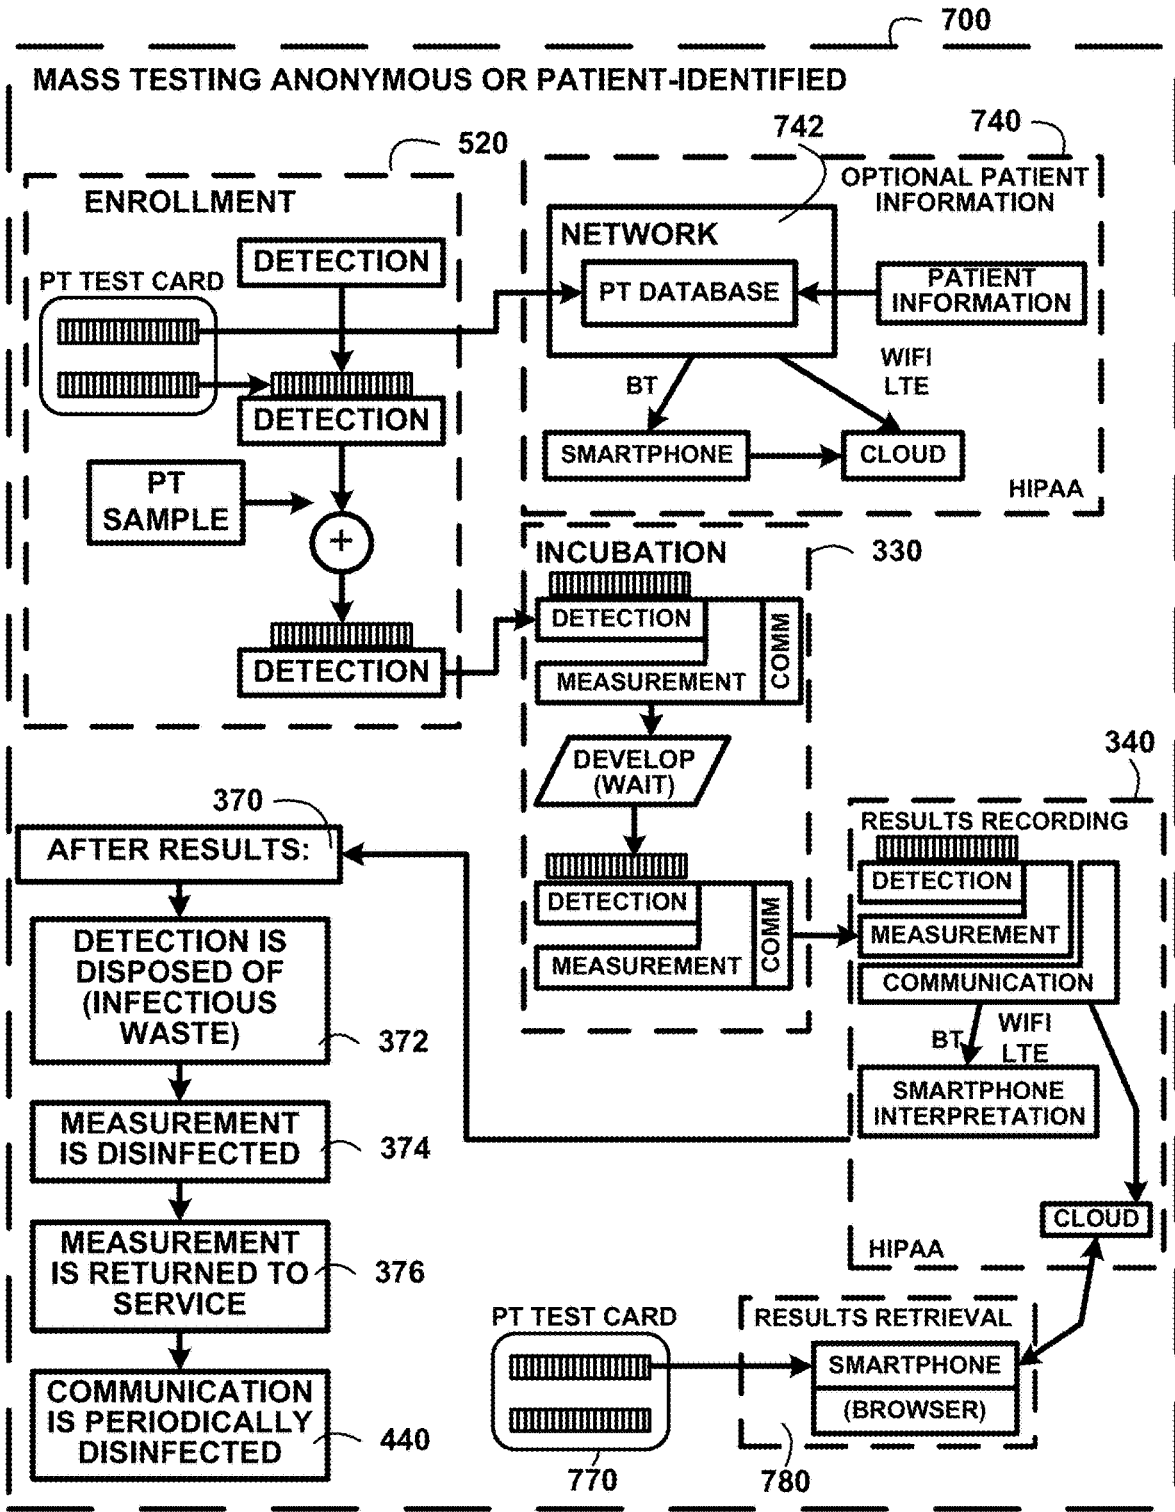 700
MASS TESTING ANONYMOUS OR PATIENT-IDENTIFIED
520
ENROLLMENT
DETECTION
PT TEST CARD
DETECTION
PT
SAMPLE
+
DETECTION
742
740
OPTIONAL PATIENT
INFORMATION
NETWORK
PT DATABASE
PATIENT
INFORMATION
BT
WIFI
LTE
SMARTPHONE
CLOUD
HIPAA
INCUBATION
330
DETECTION
COMM
MEASUREMENT
DEVELOP
(WAIT)
DETECTION
COMM
MEASUREMENT
340
RESULTS RECORDING
DETECTION
MEASUREMENT
COMMUNICATION
BT
WIFI
LTE
SMARTPHONE
INTERPRETATION
CLOUD
HIPAA
370
AFTER RESULTS:
DETECTION IS
DISPOSED OF
(INFECTIOUS
WASTE)
372
MEASUREMENT
IS DISINFECTED
374
MEASUREMENT
IS RETURNED TO
SERVICE
376
COMMUNICATION
IS PERIODICALLY
DISINFECTED
440
PT TEST CARD
770
RESULTS RETRIEVAL
SMARTPHONE
(BROWSER)
780